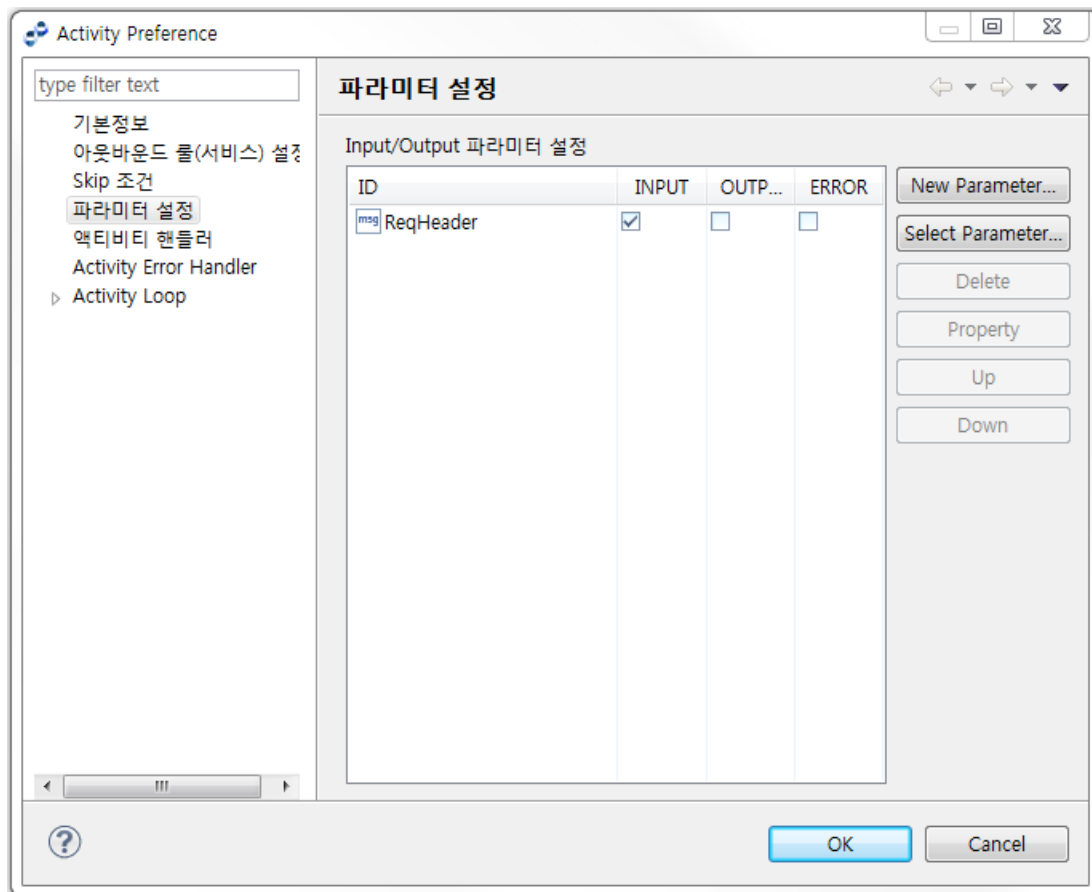 Activity Preference
type filter text
기본정보
아웃바운드 룰(서비스) 설정
Skip 조건
파라미터 설정
액티비티 핸들러
Activity Error Handler
Activity Loop
파라미터 설정
Input/Output 파라미터 설정
ID INPUT OUTP... ERROR
msg ReqHeader
New Parameter...
Select Parameter...
Delete
Property
Up
Down
OK Cancel